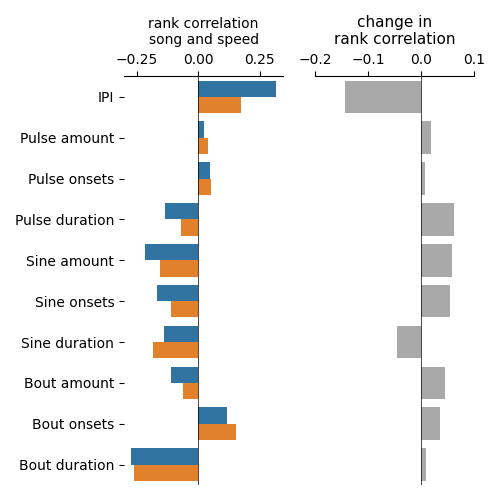 rank correlation
song and speed
change in
rank correlation
−0.25 0.00 0.25
−0.2 −0.1 0.0 0.1
IPI
Pulse amount
Pulse onsets
Pulse duration
Sine amount
Sine onsets
Sine duration
Bout amount
Bout onsets
Bout duration